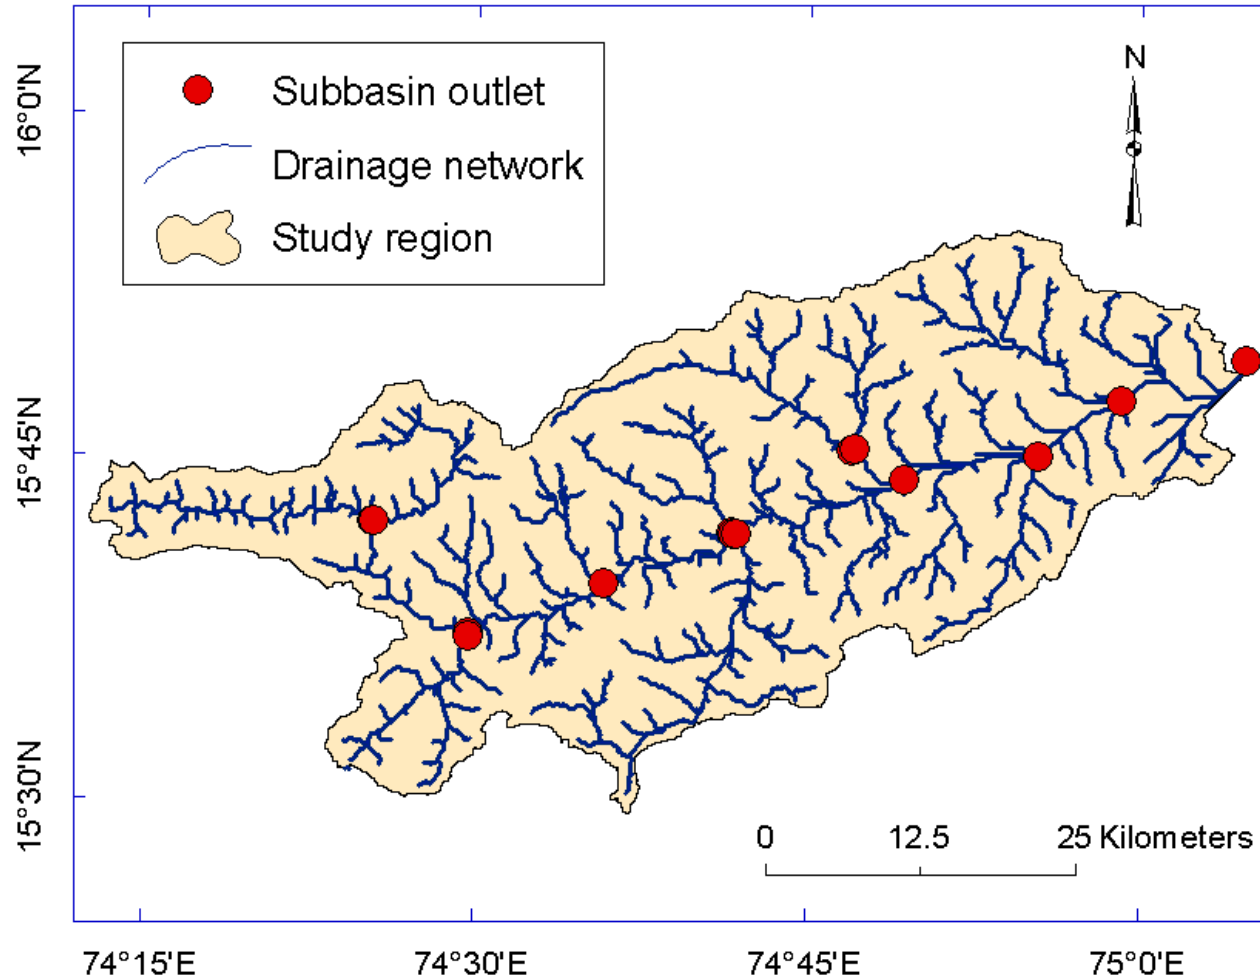 N
Subbasin outlet
Drainage network
Study region
16°0'N
15°45'N
15°30'N
0 12.5 25 Kilometers
74°15'E 74°30'E 74°45'E 75°0'E